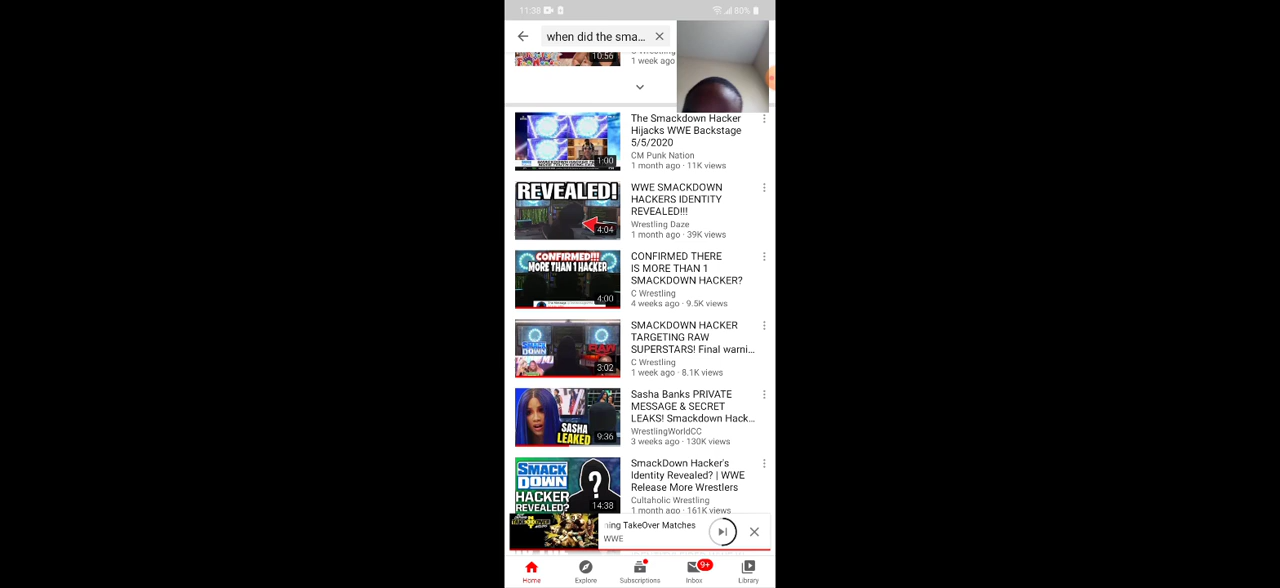 11:38
80%
when did the sma...
10:56
1 week ago
The Smackdown Hacker
Hijacks WWE Backstage
5/5/2020
CM Punk Nation
1 month ago · 11K views
1:00
REVEALED!
4:04
WWE SMACKDOWN
HACKERS IDENTITY
REVEALED!!!
Wrestling Daze
1 month ago · 39K views
CONFIRMED!!!
MORE THAN 1 HACKER
4:00
CONFIRMED THERE
IS MORE THAN 1
SMACKDOWN HACKER?
C Wrestling
4 weeks ago · 9.5K views
SMACKDOWN
RAW
3:02
SMACKDOWN HACKER
TARGETING RAW
SUPERSTARS! Final warni...
C Wrestling
1 week ago · 8.1K views
SASHA
LEAKED
9:36
Sasha Banks PRIVATE
MESSAGE & SECRET
LEAKS! Smackdown Hack...
WrestlingWorldCC
3 weeks ago · 130K views
SMACK
DOWN
HACKER
REVEALED?
?
14:38
SmackDown Hacker's
Identity Revealed? | WWE
Release More Wrestlers
Cultaholic Wrestling
1 month ago · 161K views
TAKEOVER
ning TakeOver Matches
WWE
9+
Home
Explore
Subscriptions
Inbox
Library